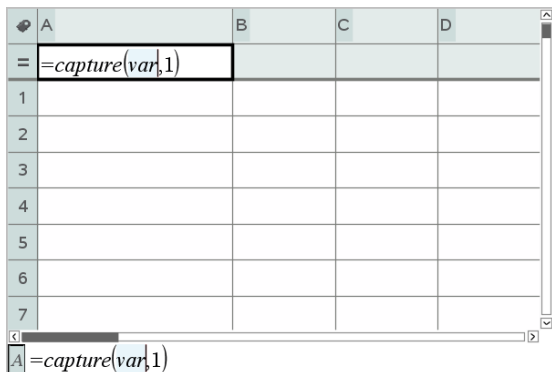 A B C D
= =capture(var,1)
1
2
3
4
5
6
7
A =capture(var,1)